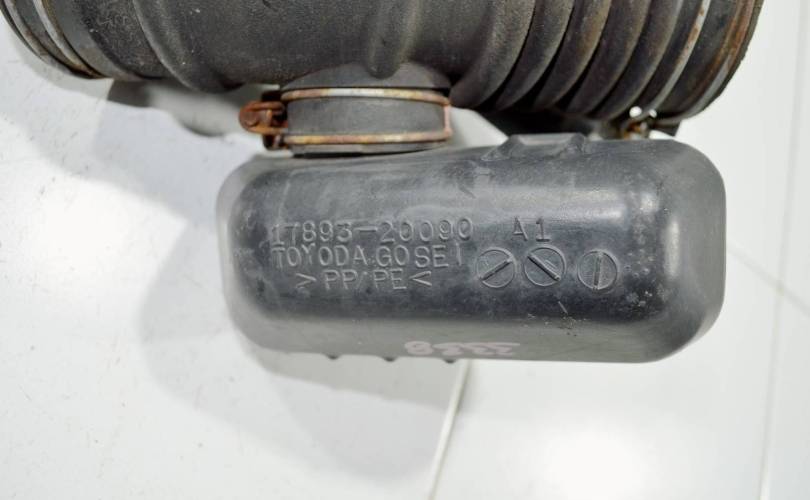 17893-20090 A1
TOYODA GOSEI
>PP/PE<